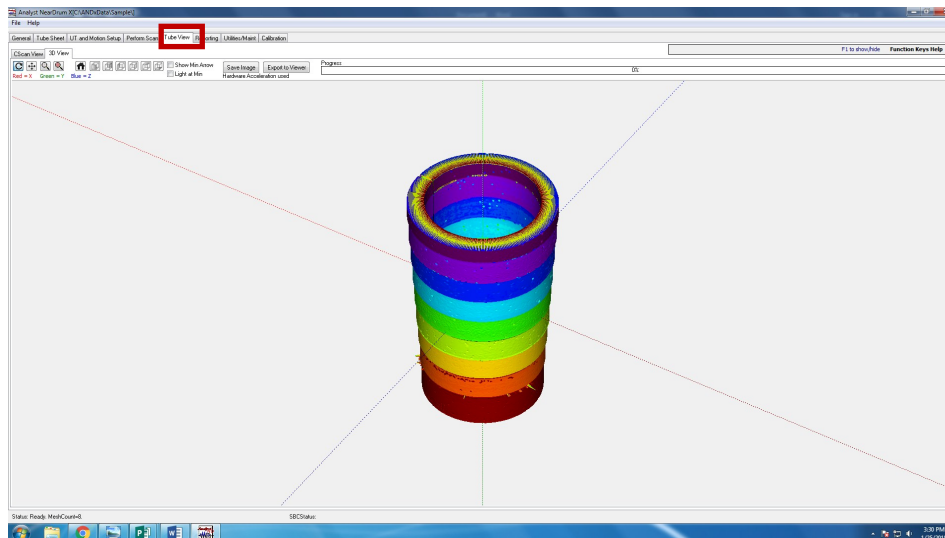 Analyst NearDrum X[C:\ANDxData\Sample\]
File Help
General Tube Sheet UT and Motion Setup Perform Scan Tube View Reporting Utilities/Maint Calibration
F1 to show/hide Function Keys Help
CScan View 3D View
Show Min Arrow
Light at Min
Save Image Export to Viewer
Progress
0%
Red = X Green = Y Blue = Z
Hardware Acceleration used
Status: Ready. MeshCount=8.
SBCStatus:
3:30 PM